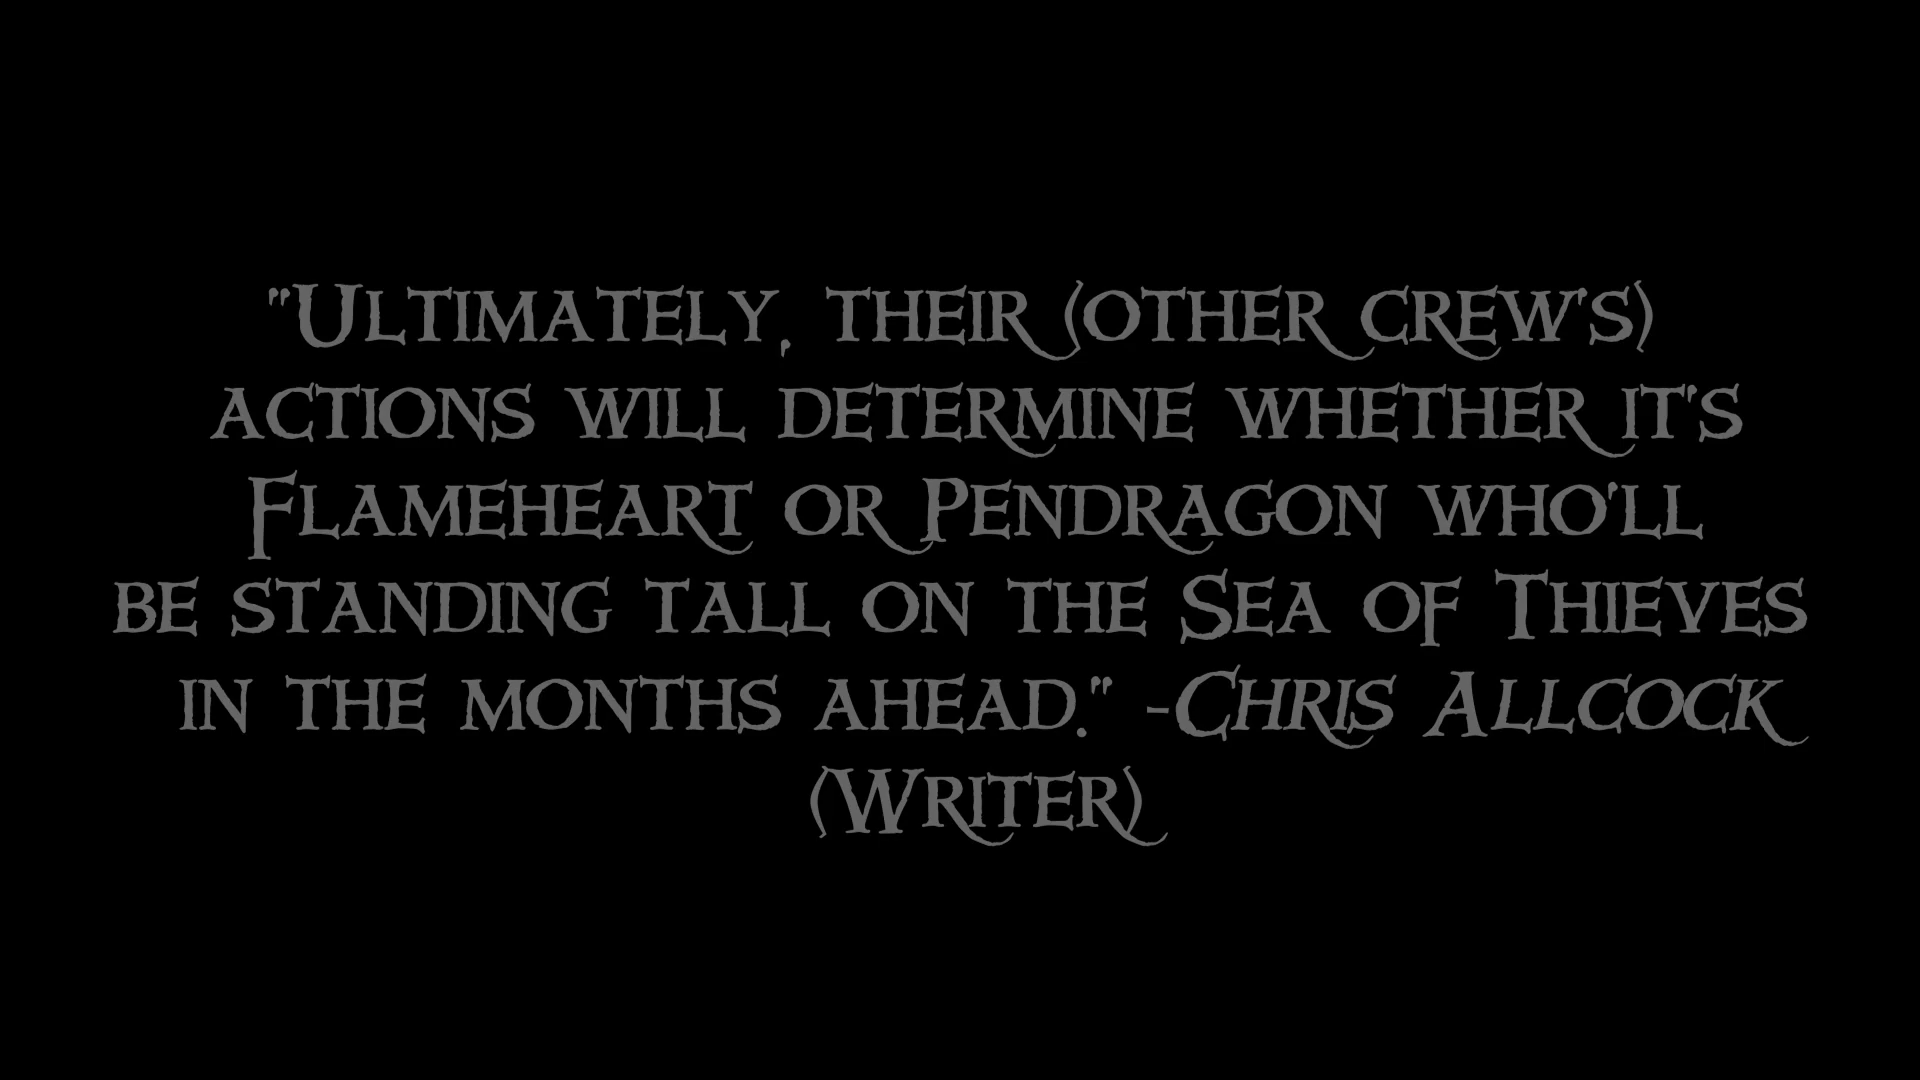 "Ultimately, their (other crew's)
actions will determine whether it's
Flameheart or Pendragon who'll
be standing tall on the Sea of Thieves
in the months ahead." -Chris Allcock
(Writer)